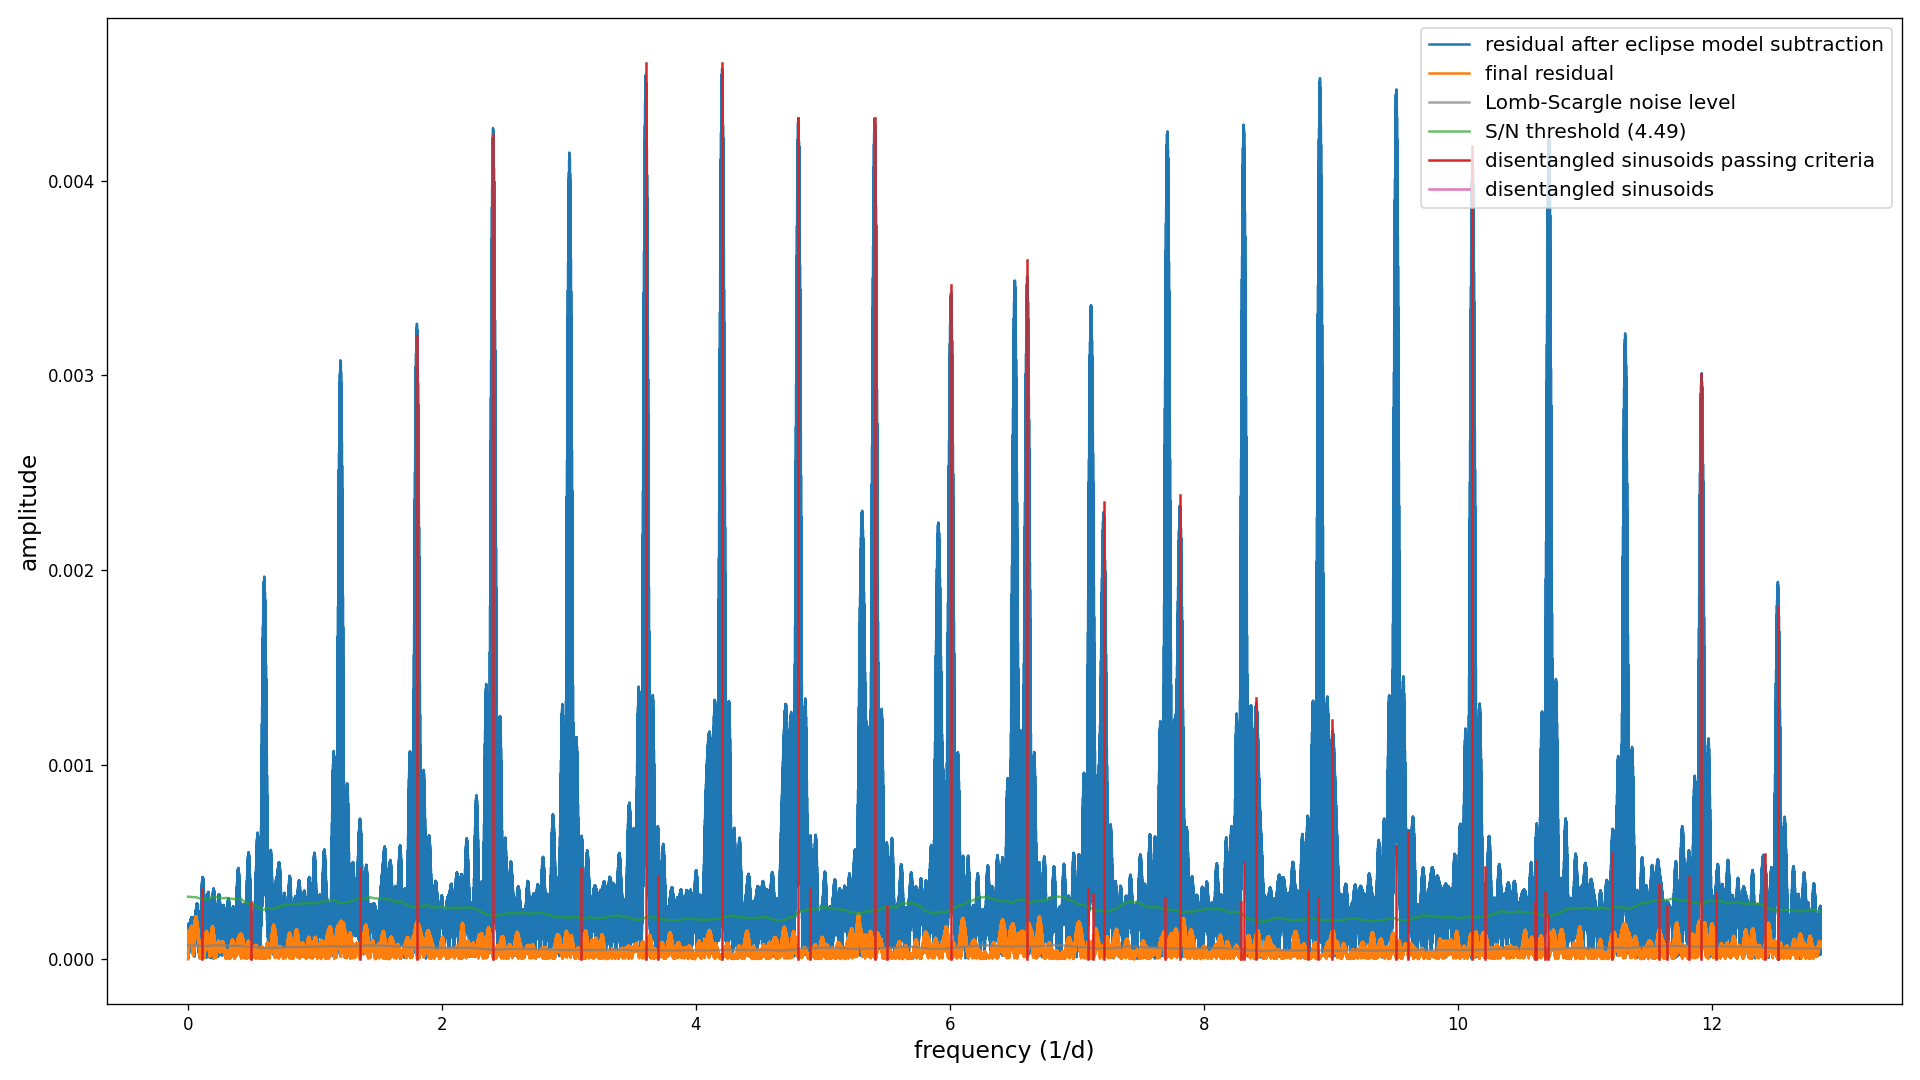 residual after eclipse model subtraction
final residual
Lomb-Scargle noise level
S/N threshold (4.49)
disentangled sinusoids passing criteria
disentangled sinusoids
amplitude
0.004
0.003
0.002
0.001
0.000
0 2 4 6 8 10 12
frequency (1/d)